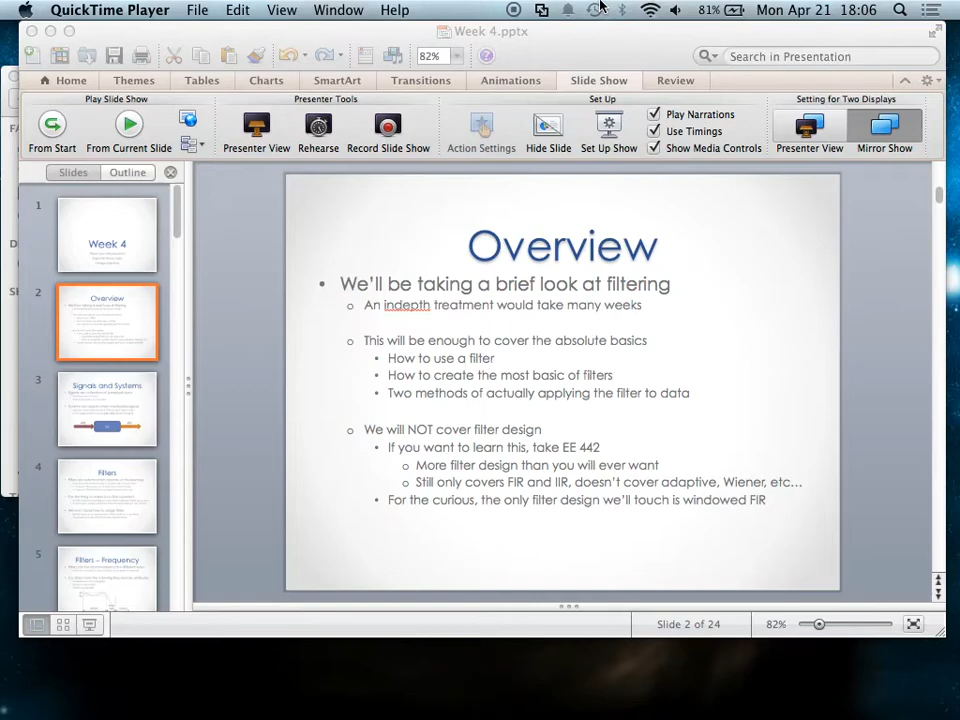 QuickTime Player File Edit View Window Help 81% Mon Apr 21 18:06
Week 4.pptx
82% Search in Presentation
Home Themes Tables Charts SmartArt Transitions Animations Slide Show Review
Play Slide Show Presenter Tools Set Up Setting for Two Displays
Play Narrations
Use Timings
From Start From Current Slide Presenter View Rehearse Record Slide Show Action Settings Hide Slide Set Up Show Show Media Controls Presenter View Mirror Show
Slides Outline
1
Week 4
2
Overview
3
Signals and Systems
4
Filters
5
Filters – Frequency
Overview
• We'll be taking a brief look at filtering
o An indepth treatment would take many weeks
o This will be enough to cover the absolute basics
• How to use a filter
• How to create the most basic of filters
• Two methods of actually applying the filter to data
o We will NOT cover filter design
• If you want to learn this, take EE 442
o More filter design than you will ever want
o Still only covers FIR and IIR, doesn't cover adaptive, Wiener, etc…
• For the curious, the only filter design we'll touch is windowed FIR
Slide 2 of 24 82%